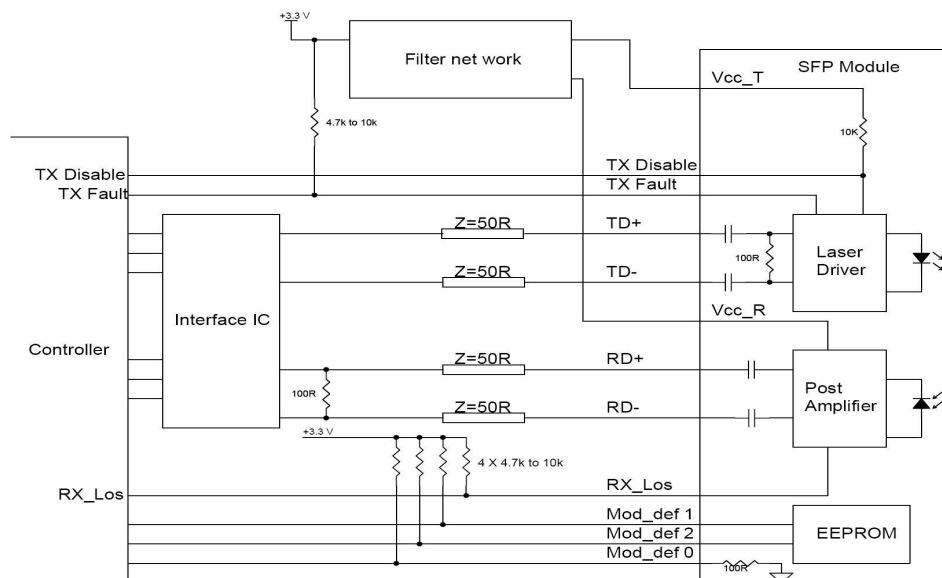 +3.3 V
Filter net work
SFP Module
Vcc_T
4.7k to 10k
10K
TX Disable
TX Disable
TX Fault
TX Fault
Z=50R
TD+
Laser
Driver
100R
Z=50R
TD-
Interface IC
Vcc_R
Controller
Z=50R
RD+
100R
Post
Amplifier
Z=50R
RD-
+3.3 V
4 X 4.7k to 10k
RX_Los
RX_Los
Mod_def 1
Mod_def 2
EEPROM
Mod_def 0
100R